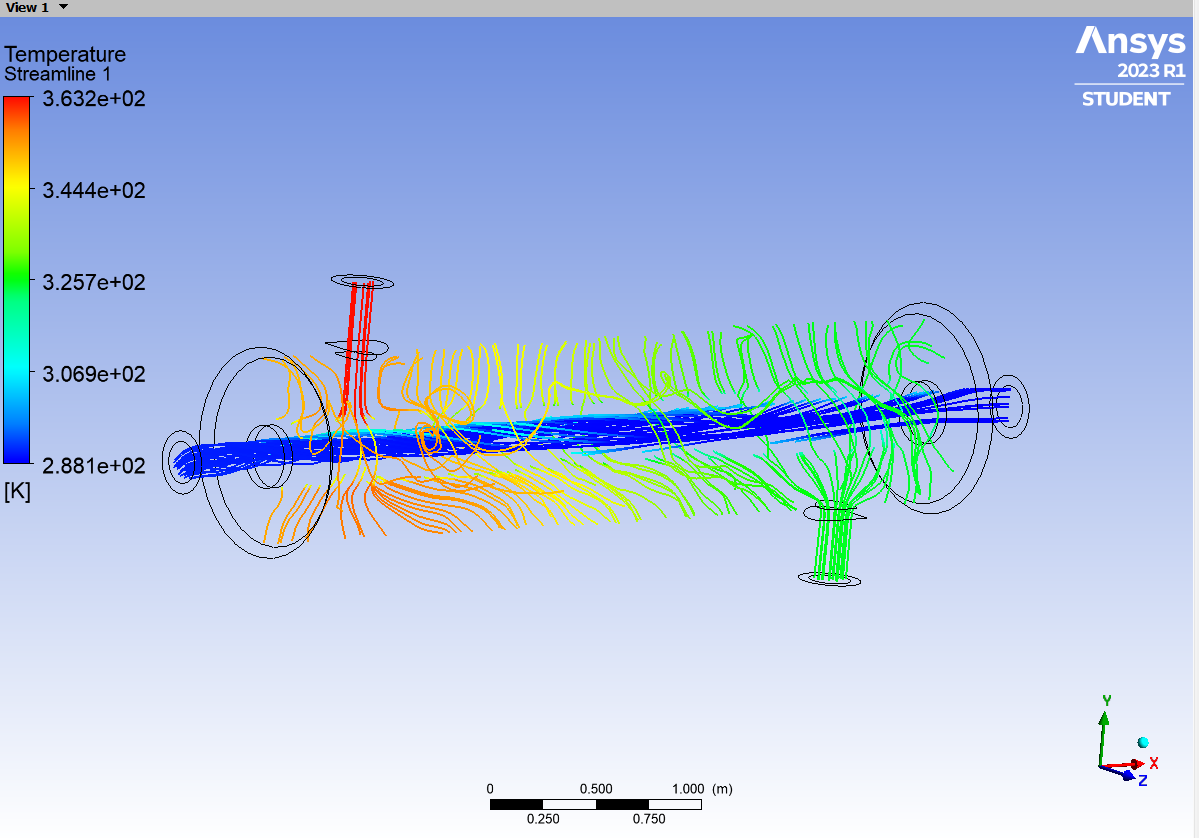 View 1
Temperature
Streamline 1
3.632e+02
3.444e+02
3.257e+02
3.069e+02
2.881e+02
[K]
Ansys
2023 R1
STUDENT
0 0.500 1.000 (m)
0.250 0.750
Y
X
Z